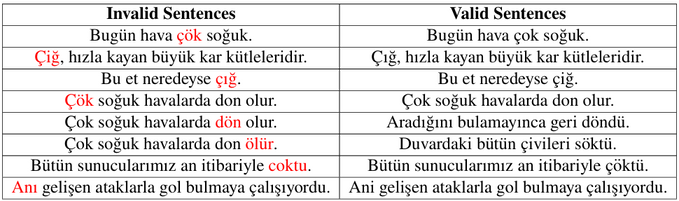 Invalid Sentences Valid Sentences
Bugün hava çök soğuk. Bugün hava çok soğuk.
Çiğ, hızla kayan büyük kar kütleleridir. Çığ, hızla kayan büyük kar kütleleridir.
Bu et neredeyse çığ. Bu et neredeyse çiğ.
Çök soğuk havalarda don olur. Çok soğuk havalarda don olur.
Çok soğuk havalarda dön olur. Aradığını bulamayınca geri döndü.
Çok soğuk havalarda don ölür. Duvardaki bütün çivileri söktü.
Bütün sunucularımız an itibariyle coktu. Bütün sunucularımız an itibariyle çöktü.
Anı gelişen ataklarla gol bulmaya çalışıyordu. Ani gelişen ataklarla gol bulmaya çalışıyordu.